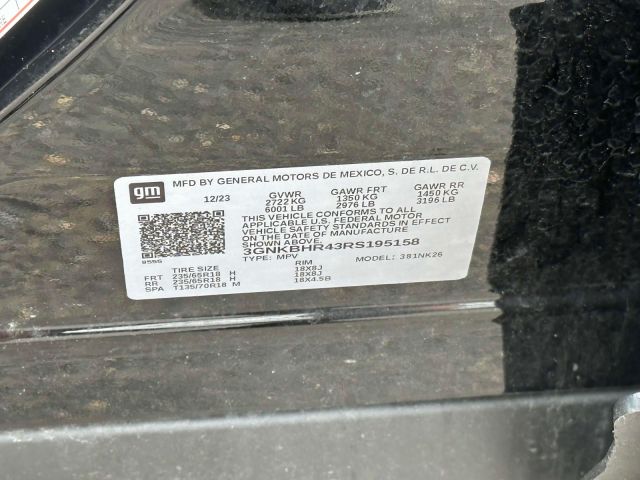 gm
MFD BY GENERAL MOTORS DE MEXICO, S. DE R.L. DE C.V.
12/23 GVWR GAWR FRT GAWR RR
2722 KG 1350 KG 1450 KG
6001 LB 2976 LB 3196 LB
THIS VEHICLE CONFORMS TO ALL
APPLICABLE U.S. FEDERAL MOTOR
VEHICLE SAFETY STANDARDS IN EFFECT
ON THE DATE OF MANUFACTURE
SHOWN ABOVE.
3GNKBHR43RS195158
TYPE: MPV MODEL: 381NK26
TIRE SIZE RIM
FRT 235/65R18 H 18X8J
RR 235/65R18 H 18X8J
SPA T135/70R18 M 18X4.5B